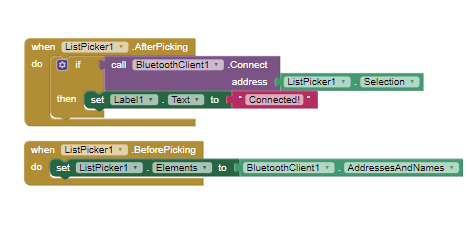 when ListPicker1 .AfterPicking
do if call BluetoothClient1 .Connect
address ListPicker1 . Selection
then set Label1 . Text to " Connected! "
when ListPicker1 .BeforePicking
do set ListPicker1 . Elements to BluetoothClient1 . AddressesAndNames